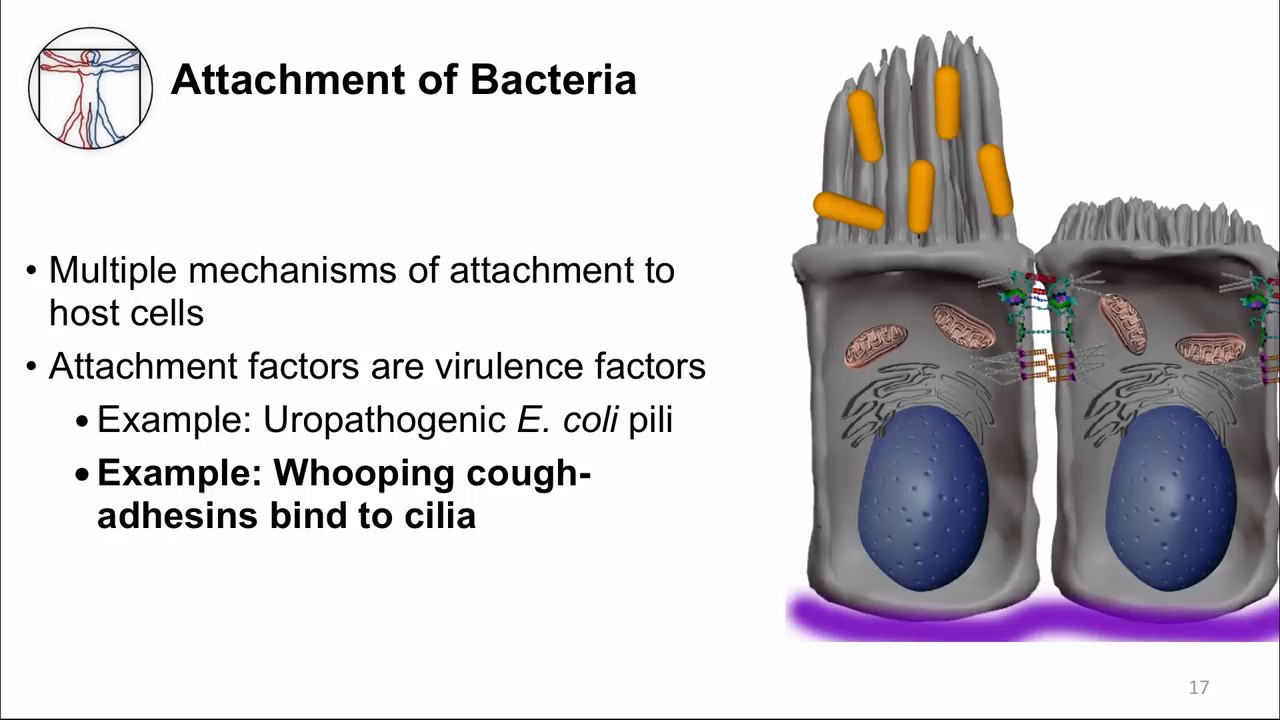 Attachment of Bacteria
• Multiple mechanisms of attachment to
host cells
• Attachment factors are virulence factors
• Example: Uropathogenic E. coli pili
• Example: Whooping cough-
adhesins bind to cilia
17